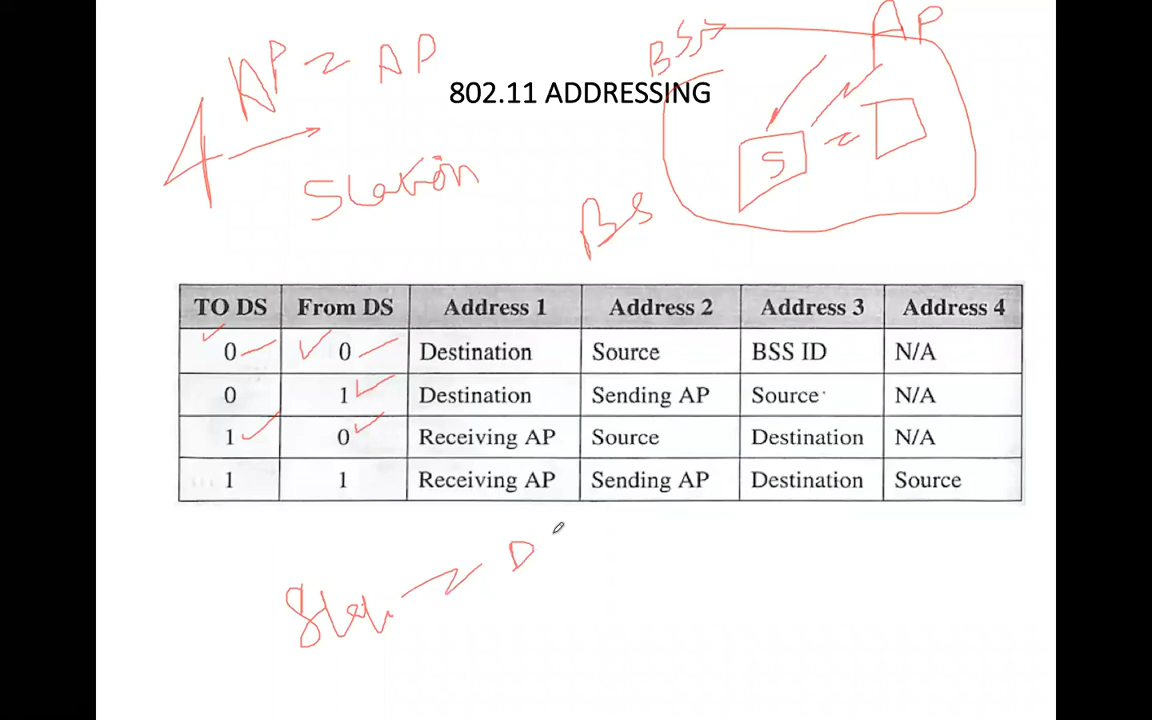 AP AP
4
Station
BSS
AP
S D
BS
802.11 ADDRESSING
TO DS From DS Address 1 Address 2 Address 3 Address 4
0 0 Destination Source BSS ID N/A
0 1 Destination Sending AP Source N/A
1 0 Receiving AP Source Destination N/A
1 1 Receiving AP Sending AP Destination Source
D